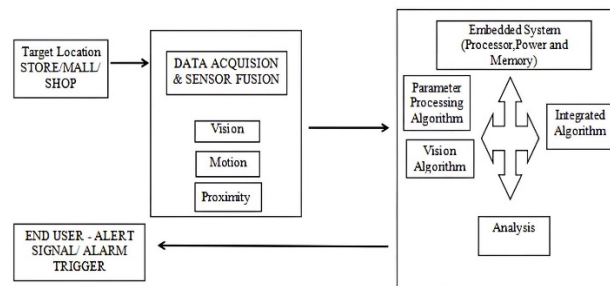 Target Location
STORE/MALL/
SHOP
DATA ACQUISION
& SENSOR FUSION
Vision
Motion
Proximity
Embedded System
(Processor,Power and
Memory)
Parameter
Processing
Algorithm
Vision
Algorithm
Integrated
Algorithm
Analysis
END USER - ALERT
SIGNAL/ ALARM
TRIGGER